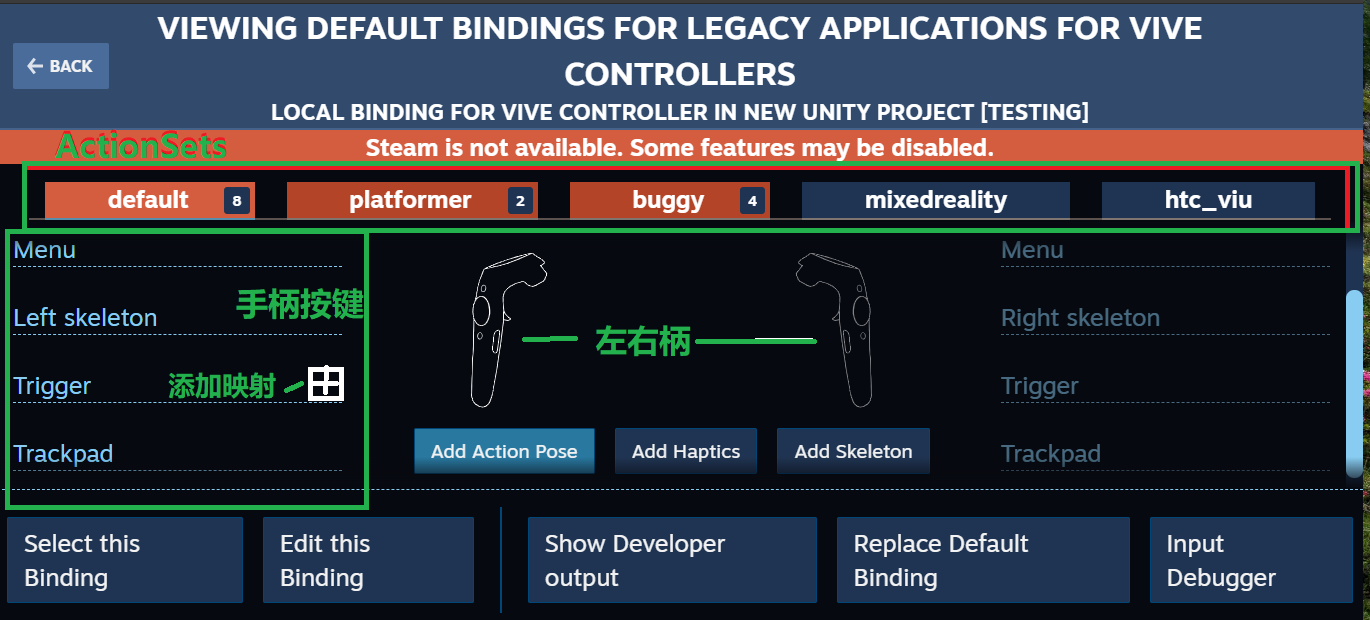 VIEWING DEFAULT BINDINGS FOR LEGACY APPLICATIONS FOR VIVE
CONTROLLERS
← BACK
LOCAL BINDING FOR VIVE CONTROLLER IN NEW UNITY PROJECT [TESTING]
ActionSets
Steam is not available. Some features may be disabled.
default 8
platformer 2
buggy 4
mixedreality
htc_viu
Menu
Left skeleton
手柄按键
Trigger
添加映射
Trackpad
左右柄
Add Action Pose
Add Haptics
Add Skeleton
Menu
Right skeleton
Trigger
Trackpad
Select this
Binding
Edit this
Binding
Show Developer
output
Replace Default
Binding
Input
Debugger